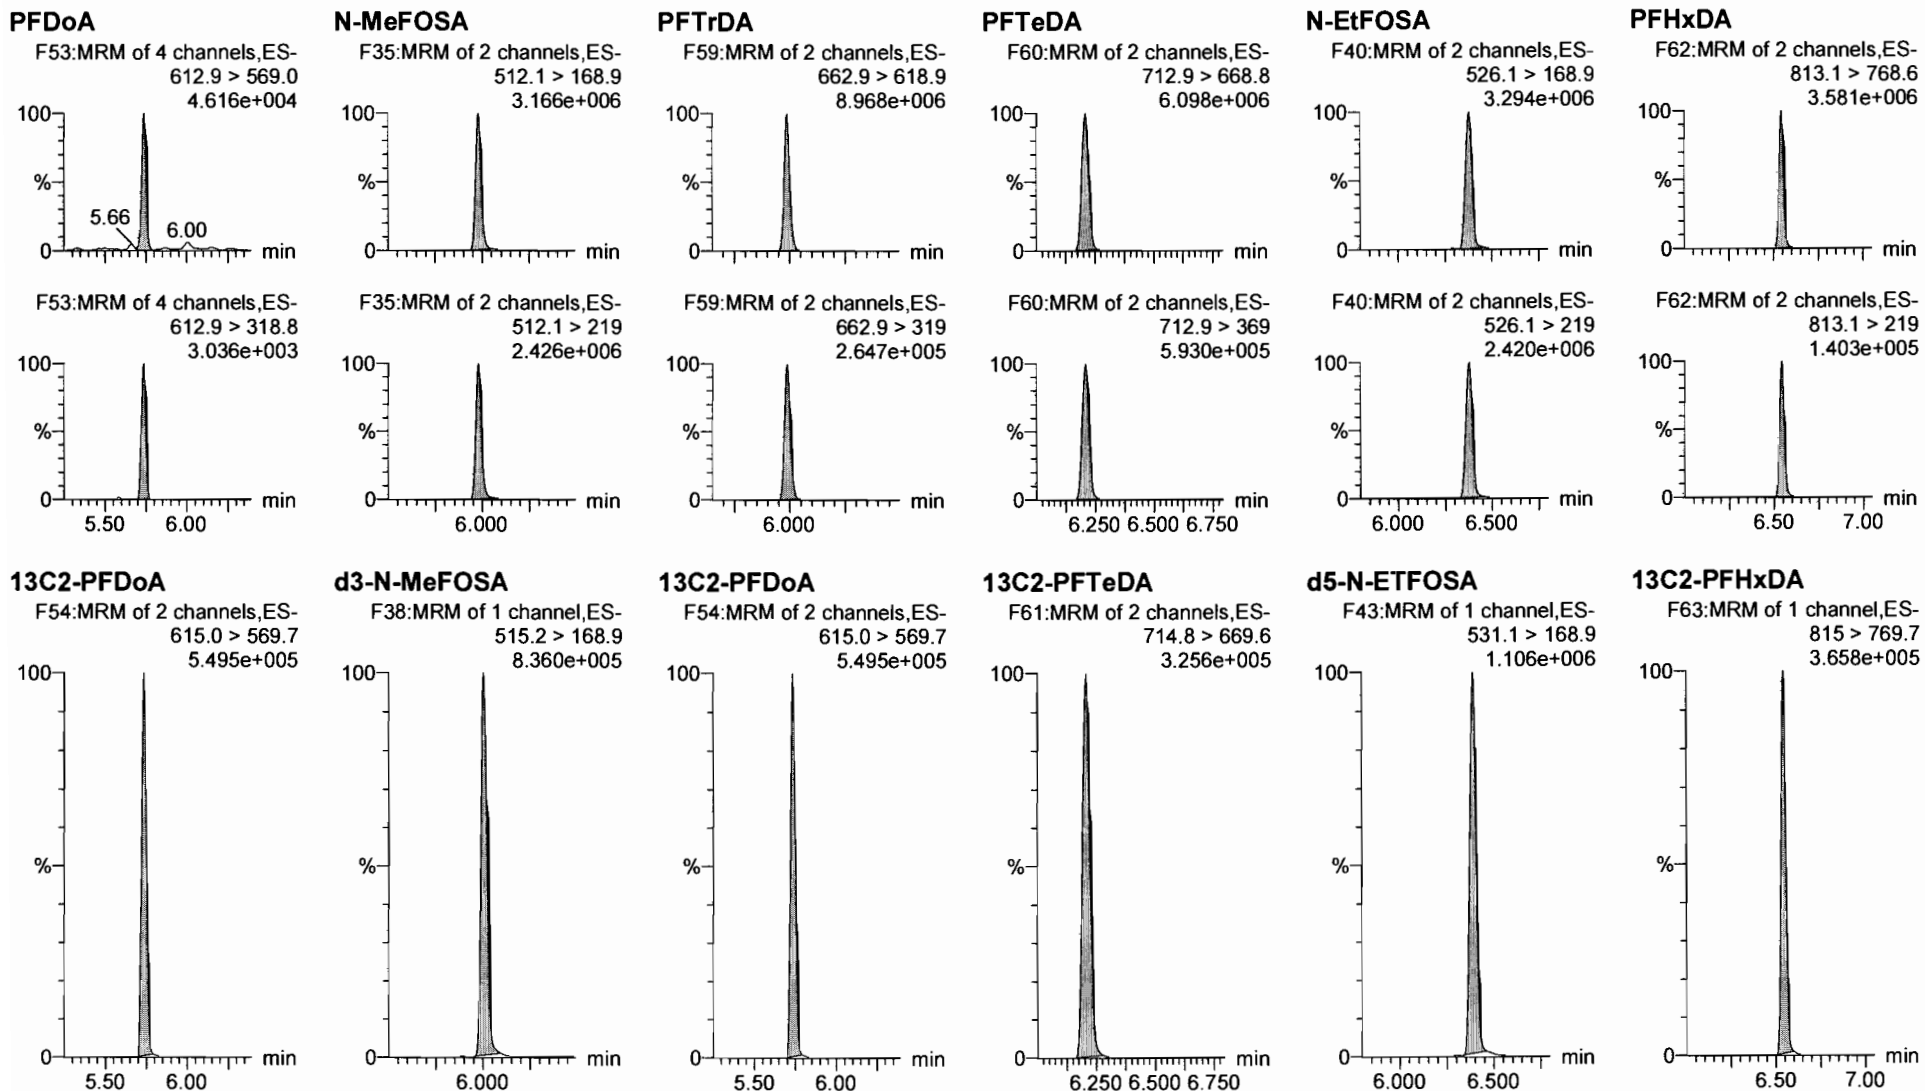 PFDoA
F53:MRM of 4 channels,ES-
612.9 > 569.0
4.616e+004
100
%
0
5.66
6.00
min
F53:MRM of 4 channels,ES-
612.9 > 318.8
3.036e+003
100
%
0
min
5.50 6.00
N-MeFOSA
F35:MRM of 2 channels,ES-
512.1 > 168.9
3.166e+006
100
%
0
min
F35:MRM of 2 channels,ES-
512.1 > 219
2.426e+006
100
%
0
min
6.000
PFTrDA
F59:MRM of 2 channels,ES-
662.9 > 618.9
8.968e+006
100
%
0
min
F59:MRM of 2 channels,ES-
662.9 > 319
2.647e+005
100
%
0
min
6.000
PFTeDA
F60:MRM of 2 channels,ES-
712.9 > 668.8
6.098e+006
100
%
0
min
F60:MRM of 2 channels,ES-
712.9 > 369
5.930e+005
100
%
0
min
6.250 6.500 6.750
N-EtFOSA
F40:MRM of 2 channels,ES-
526.1 > 168.9
3.294e+006
100
%
0
min
F40:MRM of 2 channels,ES-
526.1 > 219
2.420e+006
100
%
0
min
6.000 6.500
PFHxDA
F62:MRM of 2 channels,ES-
813.1 > 768.6
3.581e+006
100
%
0
min
F62:MRM of 2 channels,ES-
813.1 > 219
1.403e+005
100
%
0
min
6.50 7.00
13C2-PFDoA
F54:MRM of 2 channels,ES-
615.0 > 569.7
5.495e+005
100
%
0
min
5.50 6.00
d3-N-MeFOSA
F38:MRM of 1 channel,ES-
515.2 > 168.9
8.360e+005
100
%
0
min
6.000
13C2-PFDoA
F54:MRM of 2 channels,ES-
615.0 > 569.7
5.495e+005
100
%
0
min
5.50 6.00
13C2-PFTeDA
F61:MRM of 2 channels,ES-
714.8 > 669.6
3.256e+005
100
%
0
min
6.250 6.500 6.750
d5-N-ETFOSA
F43:MRM of 1 channel,ES-
531.1 > 168.9
1.106e+006
100
%
0
min
6.000 6.500
13C2-PFHxDA
F63:MRM of 1 channel,ES-
815 > 769.7
3.658e+005
100
%
0
min
6.50 7.00